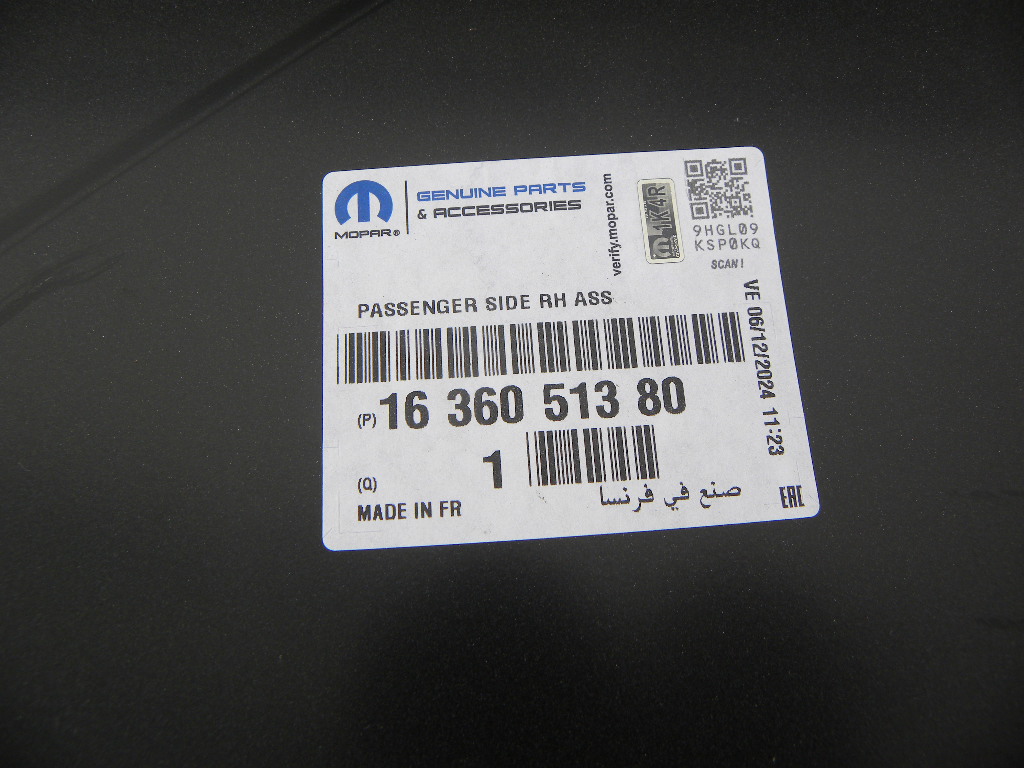 MOPAR®
GENUINE PARTS
& ACCESSORIES
verify.mopar.com
1K4R
9HGL09
KSP0KQ
SCAN!
PASSENGER SIDE RH ASS
VE 06/12/2024 11:23
(P) 16 360 513 80
(Q) 1
MADE IN FR
صنع في فرنسا
EAC